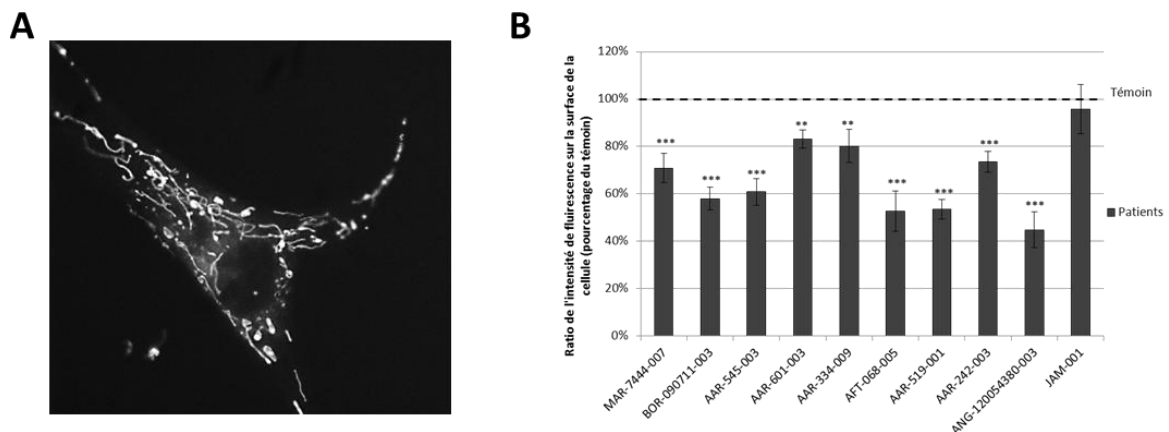 A
B
Ratio de l'intensité de fluirescence sur la surface de la
cellule (pourcentage du témoin)
120%
100%
80%
60%
40%
20%
0%
***
***
***
**
**
***
***
***
***
Témoin
Patients
MAR-7444-007
BOR-090711-003
AAR-545-003
AAR-601-003
AAR-334-009
AFT-068-005
AAR-519-001
AAR-242-003
ANG-120054380-003
JAM-001